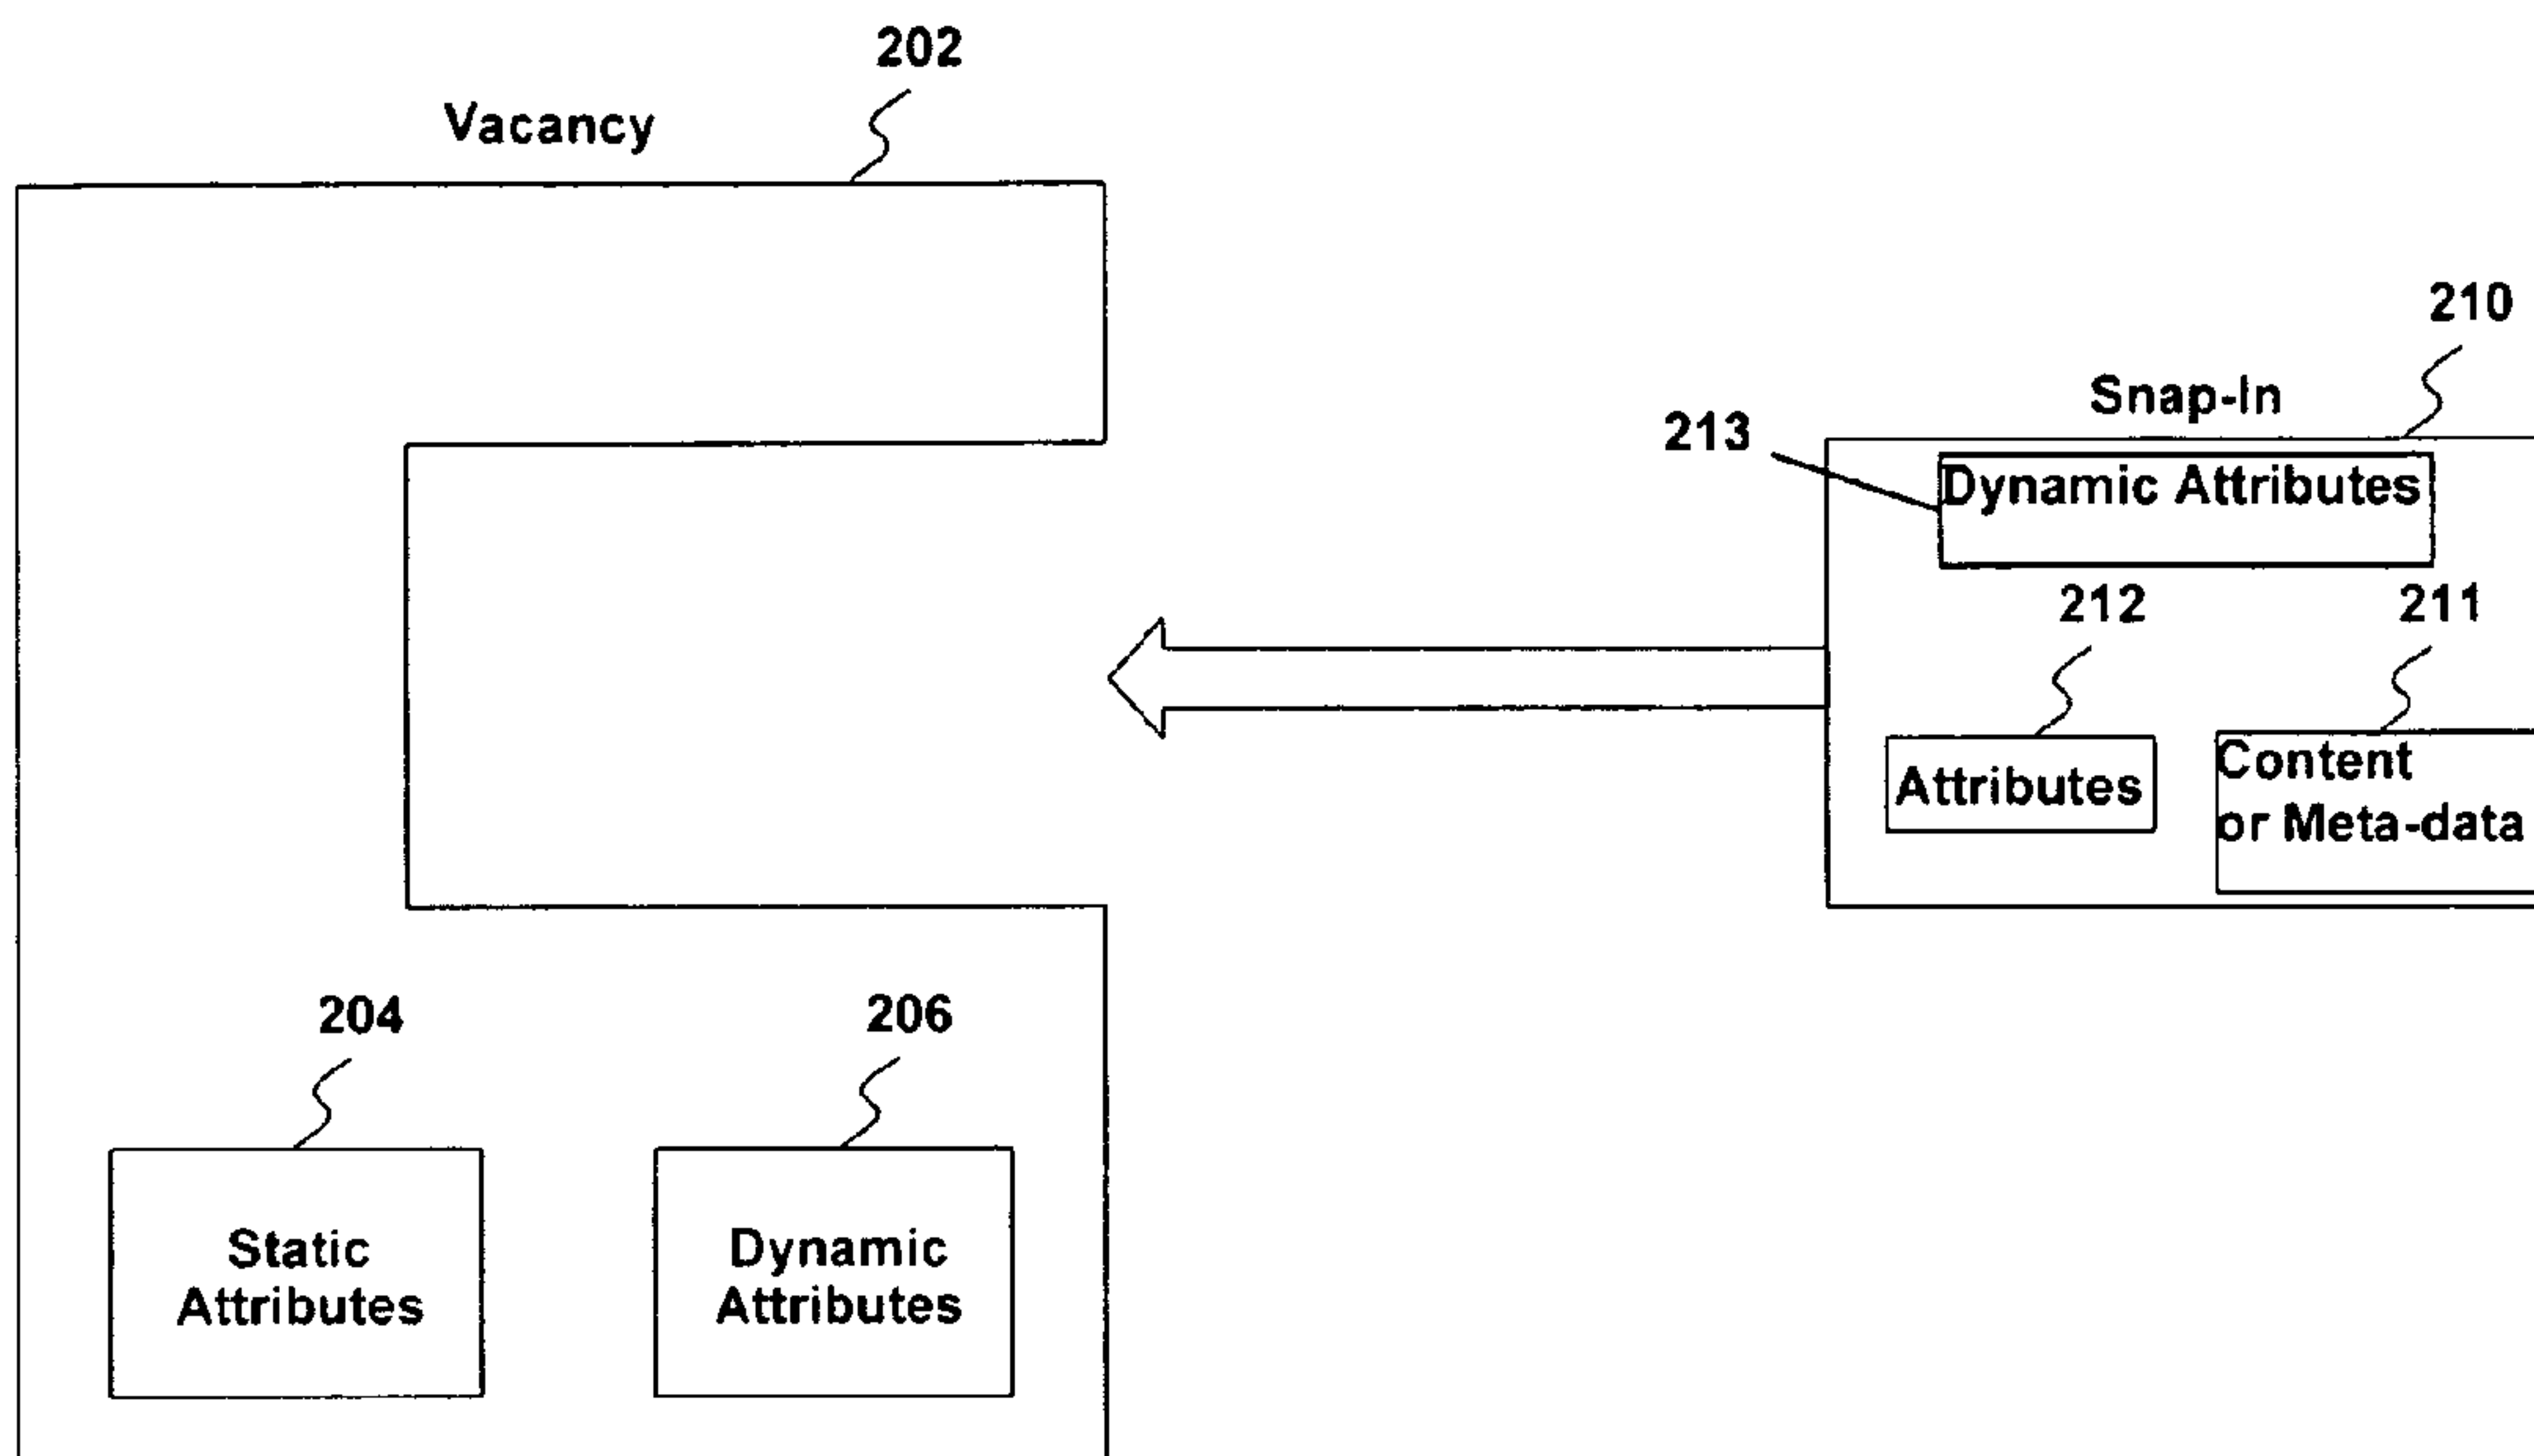 202
Vacancy
210
Snap-In
213
Dynamic Attributes
212
211
Attributes
Content
or Meta-data
204
206
Static
Attributes
Dynamic
Attributes